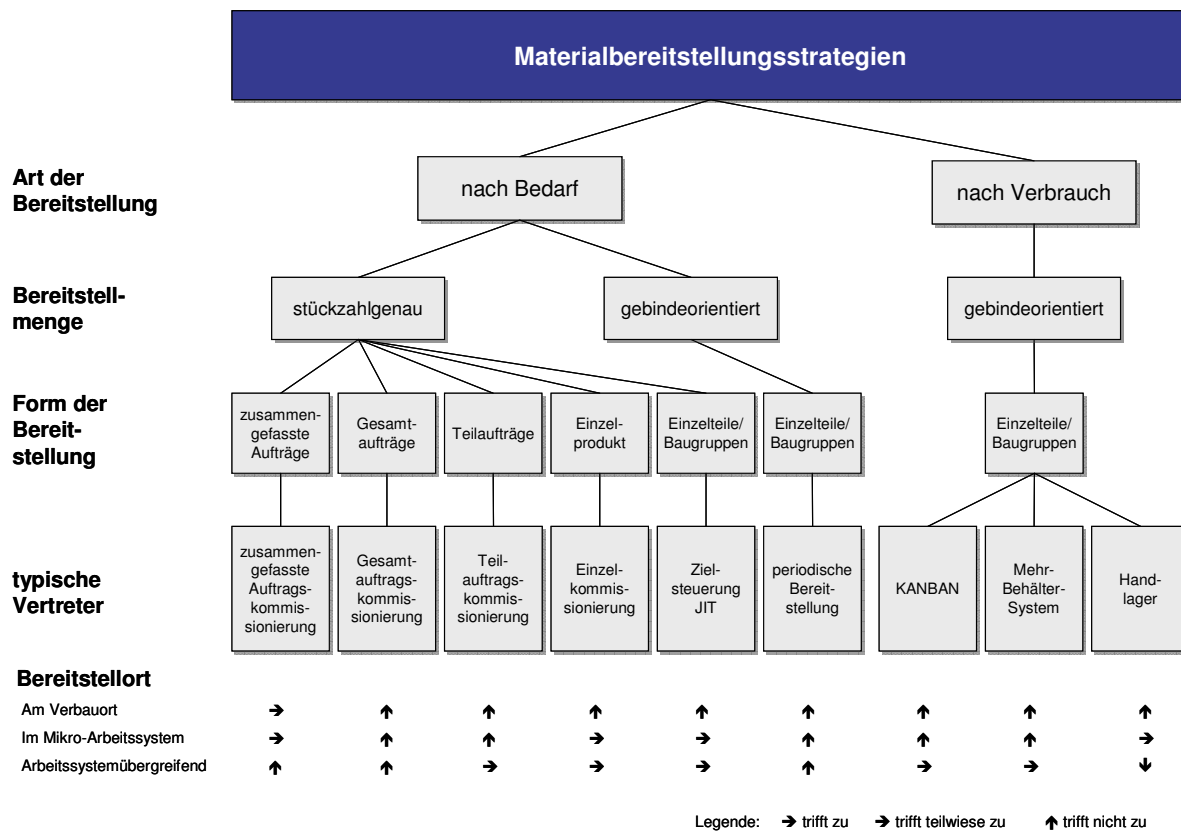 Materialbereitstellungsstrategien
Art der
Bereitstellung
nach Bedarf
nach Verbrauch
Bereitstell-
menge
stückzahlgenau
gebindeorientiert
gebindeorientiert
Form der
Bereit-
stellung
zusammen-
gefasste
Aufträge
Gesamt-
aufträge
Teilaufträge
Einzel-
produkt
Einzelteile/
Baugruppen
Einzelteile/
Baugruppen
Einzelteile/
Baugruppen
typische
Vertreter
zusammen-
gefasste
Auftrags-
kommis-
sionierung
Gesamt-
auftrags-
kommis-
sionierung
Teil-
auftrags-
kommis-
sionierung
Einzel-
kommis-
sionierung
Ziel-
steuerung
JIT
periodische
Bereit-
stellung
KANBAN
Mehr-
Behälter-
System
Hand-
lager
Bereitstellort
Am Verbauort → ↑ ↑ ↑ ↑ ↑ ↑ ↑ ↑
Im Mikro-Arbeitssystem → ↑ ↑ → → ↑ ↑ ↑ →
Arbeitssystemübergreifend ↑ ↑ → → → ↑ → → ↓
Legende: → trifft zu → trifft teilwiese zu ↑ trifft nicht zu